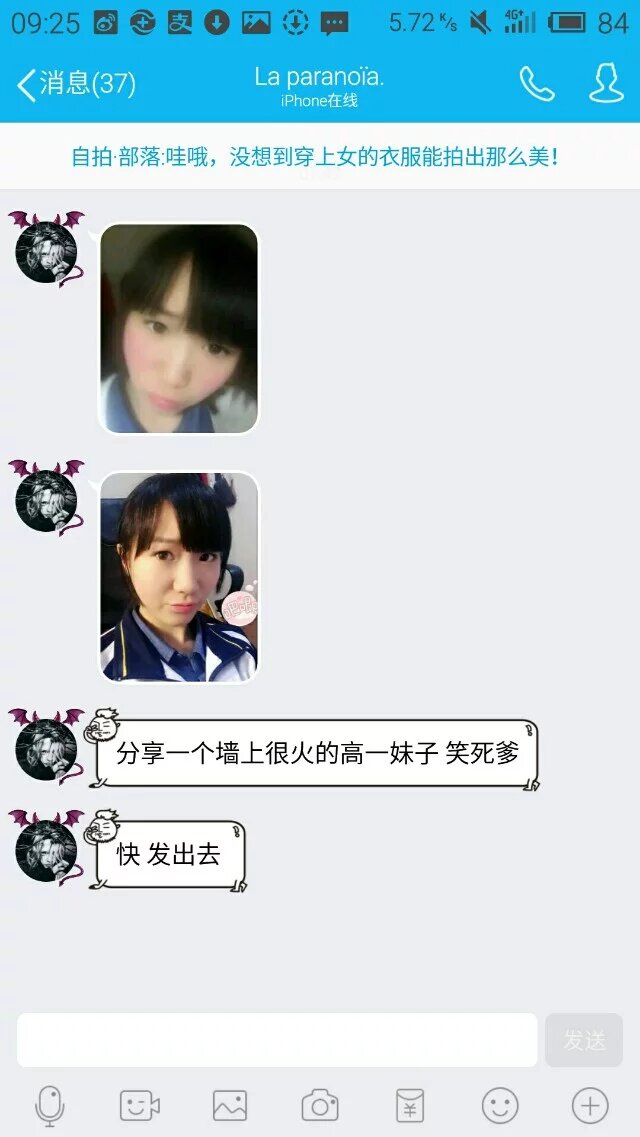 09:25
5.72 K/s
4G+
84
消息(37)
La paranoïa.
iPhone在线
自拍·部落:哇哦，没想到穿上女的衣服能拍出那么美！
分享一个墙上很火的高一妹子 笑死爹
快 发出去
发送